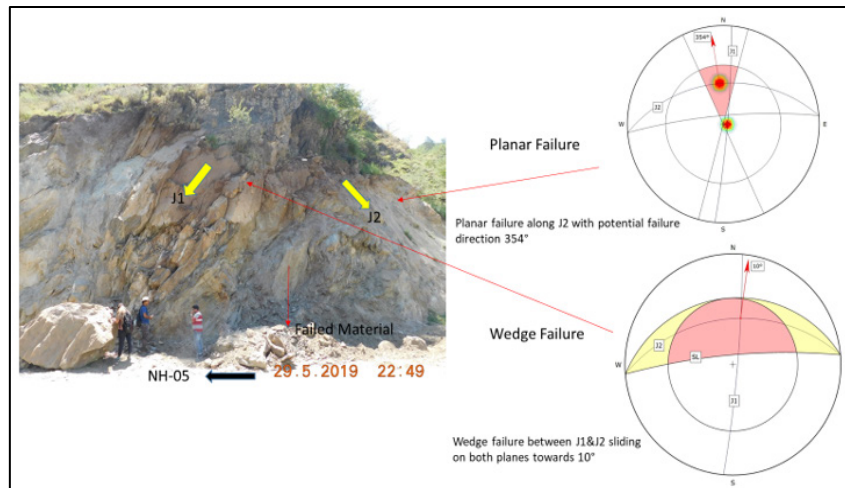 J1
J2
Failed Material
NH-05
29.5.2019 22:49
Planar Failure
N
354°
J1
J2
W
E
S
Planar failure along J2 with potential failure
direction 354°
Wedge Failure
N
10°
J2
SL
W
E
J1
S
Wedge failure between J1&J2 sliding
on both planes towards 10°